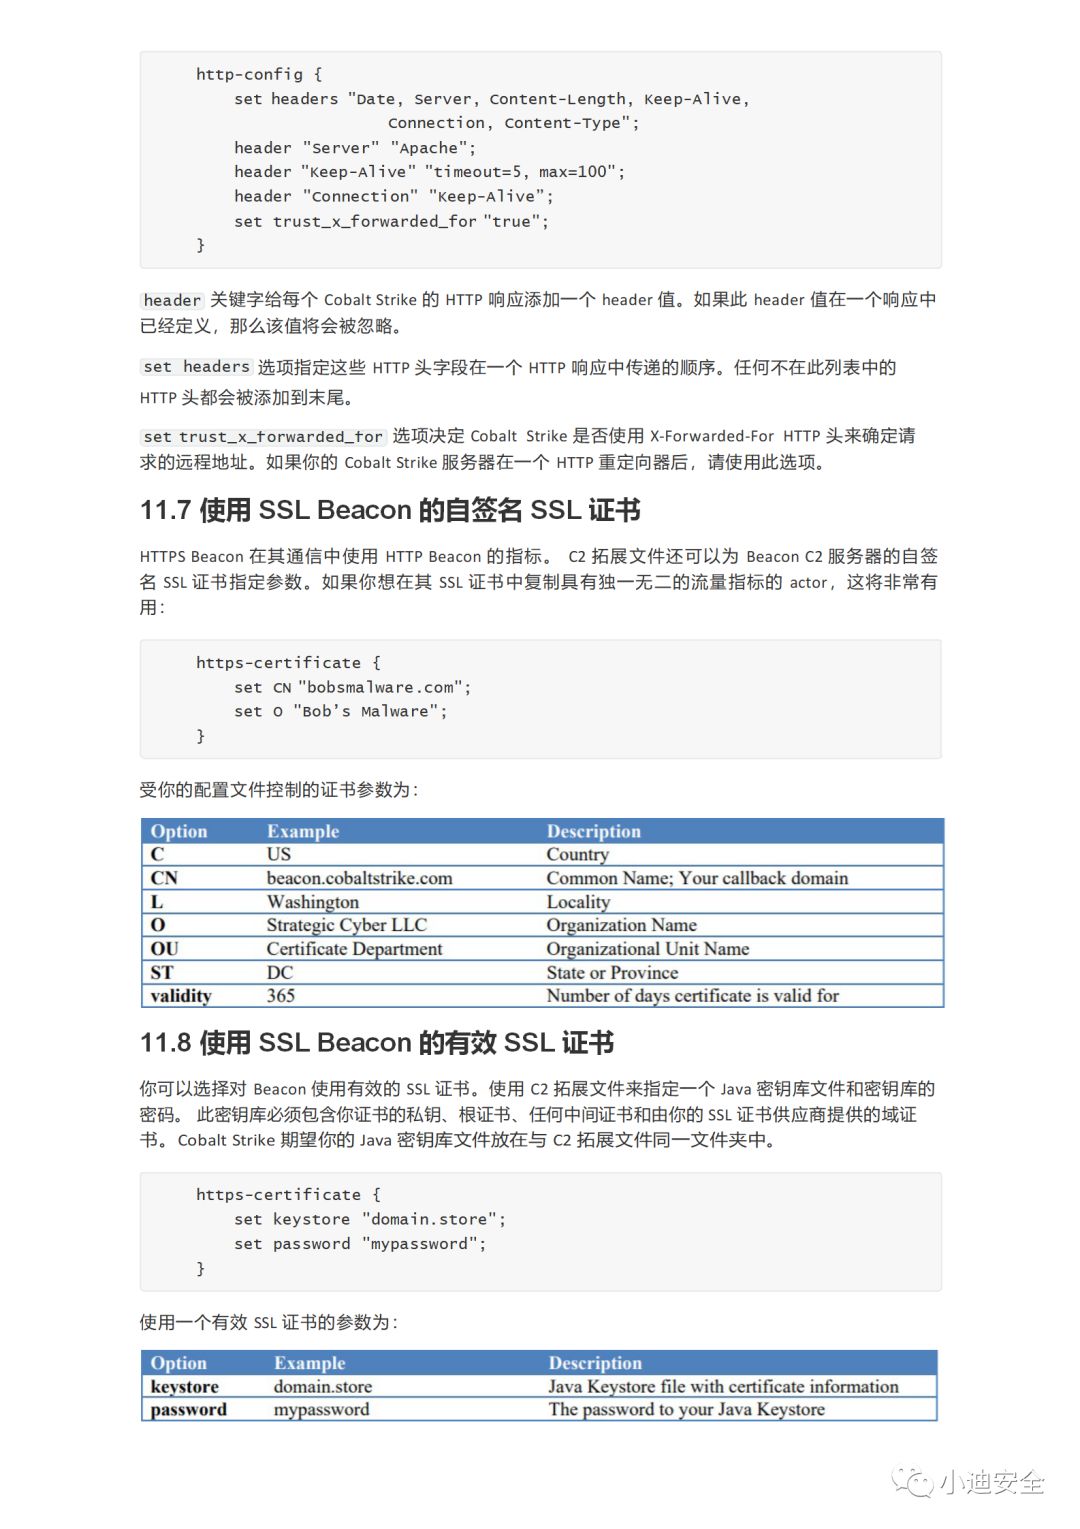 http-config {
set headers "Date, Server, Content-Length, Keep-Alive,
Connection, Content-Type";
header "Server" "Apache";
header "Keep-Alive" "timeout=5, max=100";
header "Connection" "Keep-Alive”;
set trust_x_forwarded_for "true";
}
header 关键字给每个 Cobalt Strike 的 HTTP 响应添加一个 header 值。如果此 header 值在一个响应中
已经定义，那么该值将会被忽略。
set headers 选项指定这些 HTTP 头字段在一个 HTTP 响应中传递的顺序。任何不在此列表中的
HTTP 头都会被添加到末尾。
set trust_x_forwarded_for 选项决定 Cobalt Strike 是否使用 X-Forwarded-For HTTP 头来确定请
求的远程地址。如果你的 Cobalt Strike 服务器在一个 HTTP 重定向器后，请使用此选项。
11.7 使用 SSL Beacon 的自签名 SSL 证书
HTTPS Beacon 在其通信中使用 HTTP Beacon 的指标。 C2 拓展文件还可以为 Beacon C2 服务器的自签
名 SSL 证书指定参数。如果你想在其 SSL 证书中复制具有独一无二的流量指标的 actor，这将非常有
用：
https-certificate {
set CN "bobsmalware.com";
set O "Bob’s Malware";
}
受你的配置文件控制的证书参数为：
Option Example Description
C US Country
CN beacon.cobaltstrike.com Common Name; Your callback domain
L Washington Locality
O Strategic Cyber LLC Organization Name
OU Certificate Department Organizational Unit Name
ST DC State or Province
validity 365 Number of days certificate is valid for
11.8 使用 SSL Beacon 的有效 SSL 证书
你可以选择对 Beacon 使用有效的 SSL 证书。使用 C2 拓展文件来指定一个 Java 密钥库文件和密钥库的
密码。 此密钥库必须包含你证书的私钥、根证书、任何中间证书和由你的 SSL 证书供应商提供的域证
书。Cobalt Strike 期望你的 Java 密钥库文件放在与 C2 拓展文件同一文件夹中。
https-certificate {
set keystore "domain.store";
set password "mypassword";
}
使用一个有效 SSL 证书的参数为：
Option Example Description
keystore domain.store Java Keystore file with certificate information
password mypassword The password to your Java Keystore
小迪安全